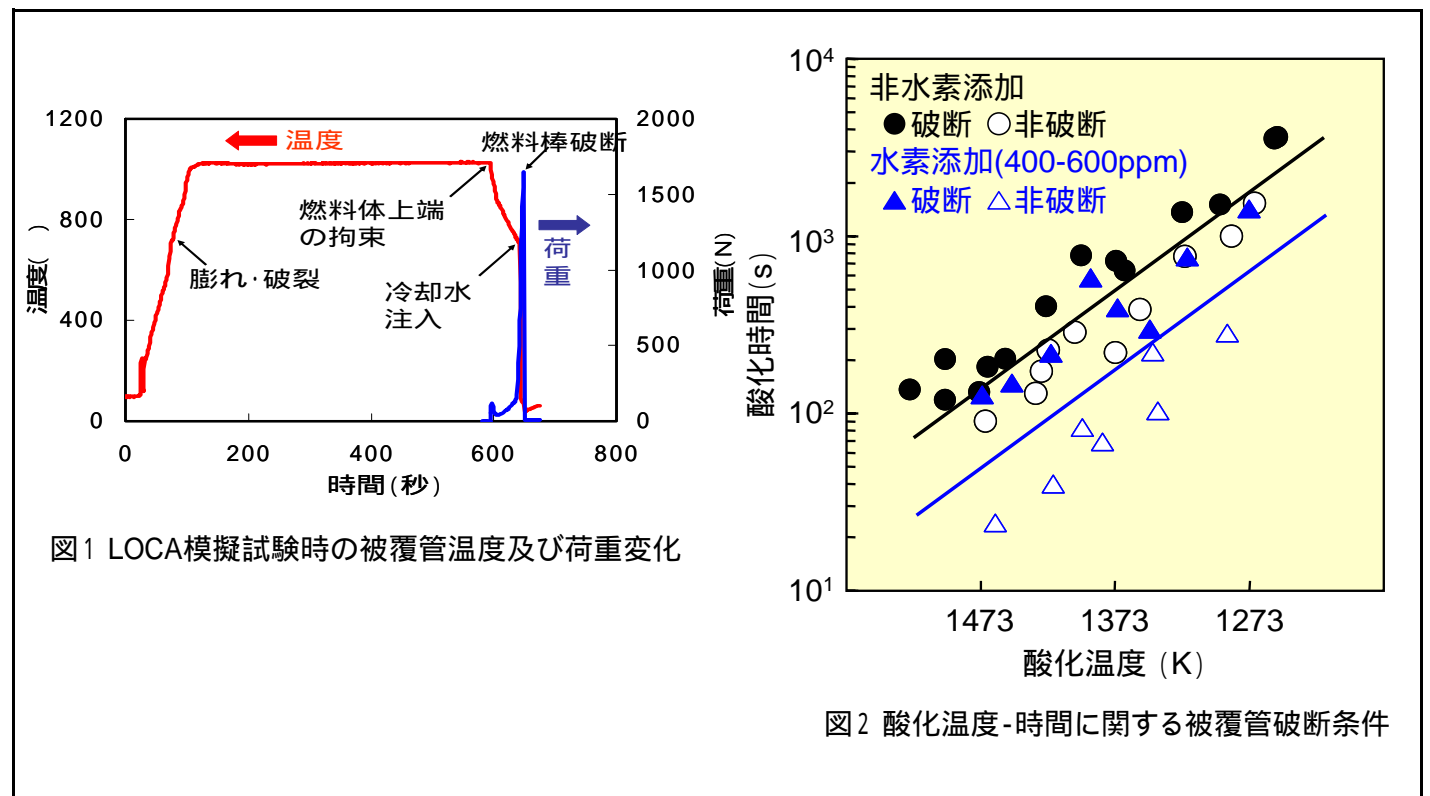 1200
800
400
0
温度( )
0
200
400
600
800
時間(秒)
2000
1500
1000
500
0
荷重(N)
温度
燃料棒破断
燃料体上端
の拘束
膨れ･破裂
荷
重
冷却水
注入
図1 LOCA模擬試験時の被覆管温度及び荷重変化
10⁴
10³
10²
10¹
酸化時間(s)
非水素添加
●破断 ○非破断
水素添加(400-600ppm)
▲破断 △非破断
1473
1373
1273
酸化温度 (K)
図2 酸化温度-時間に関する被覆管破断条件